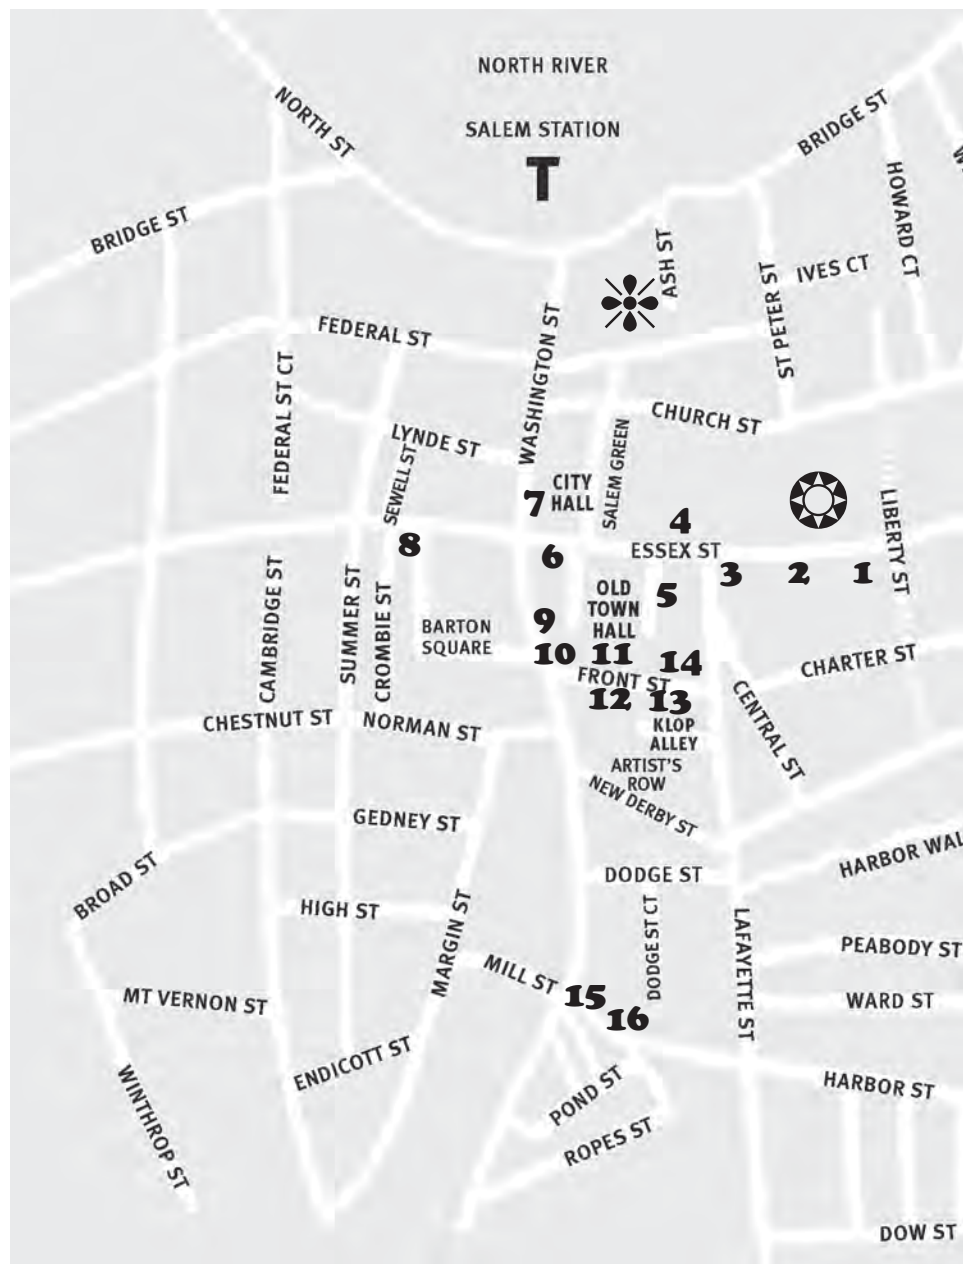 NORTH RIVER
SALEM STATION
T
NORTH ST
BRIDGE ST
BRIDGE ST
HOWARD CT
ASH ST
IVES CT
ST PETER ST
FEDERAL ST
WASHINGTON ST
FEDERAL ST CT
CHURCH ST
LYNDE ST
SALEM GREEN
SEWELL ST
CITY
HALL
7
4
LIBERTY ST
8
6
ESSEX ST
3
2
1
CAMBRIDGE ST
SUMMER ST
CROMBIE ST
OLD
TOWN
HALL
5
9
BARTON
SQUARE
10
11
14
CHARTER ST
FRONT ST
12
13
CENTRAL ST
CHESTNUT ST
NORMAN ST
KLOP
ALLEY
ARTIST'S
ROW
NEW DERBY ST
GEDNEY ST
BROAD ST
DODGE ST
HARBOR WAL
HIGH ST
MARGIN ST
DODGE ST CT
LAFAYETTE ST
PEABODY ST
MILL ST
15
16
MT VERNON ST
WARD ST
ENDICOTT ST
WINTHROP ST
POND ST
HARBOR ST
ROPES ST
DOW ST